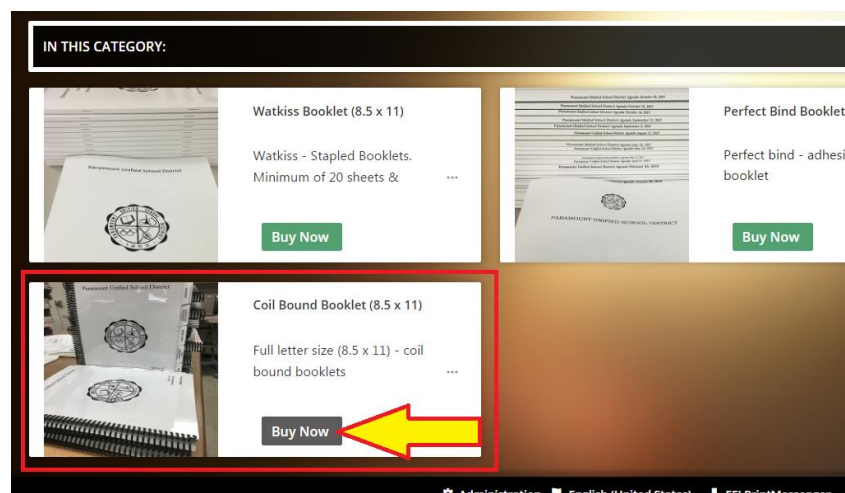 IN THIS CATEGORY:
Watkiss Booklet (8.5 x 11)
Watkiss - Stapled Booklets.
Minimum of 20 sheets &
...
Buy Now
Paramount Unified School District
Perfect Bind Booklet
Perfect bind - adhesi
booklet
Buy Now
PARAMOUNT UNIFIED SCHOOL DISTRICT
Coil Bound Booklet (8.5 x 11)
Full letter size (8.5 x 11) - coil
bound booklets
...
Buy Now
Paramount Unified School District
Administration English (United States)